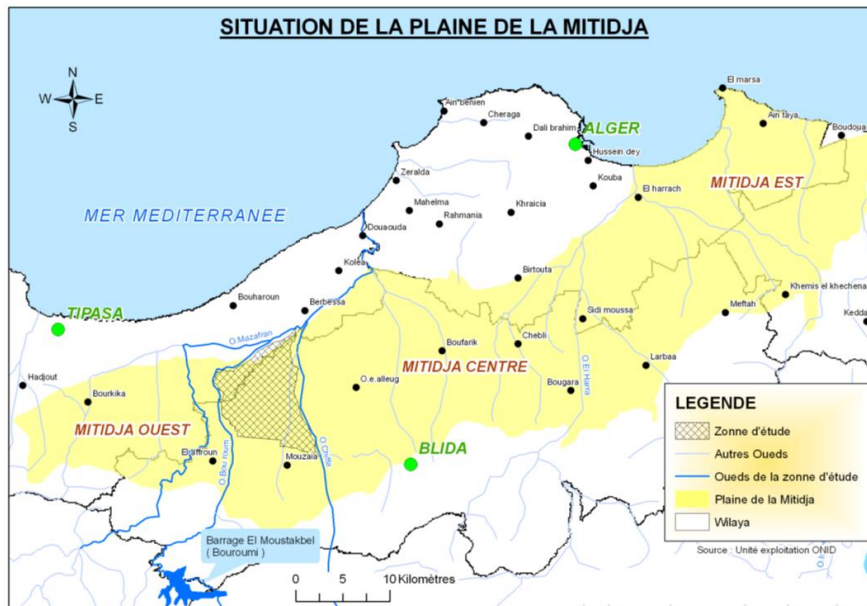 SITUATION DE LA PLAINE DE LA MITIDJA
N
W E
S
El marsa
Ain taya
Ain°benien
Cheraga
Dali brahim
ALGER
Hussein dey
Zeralda
Kouba
El harrach
MITIDJA EST
Mahelma
Rahmania
Khraicia
MER MEDITERRANEE
Douaouda
Kolea
Birtouta
Khemis el khechena
Bouharoun
Berbessa
TIPASA
Sidi moussa
Meftah
Kedda
O.Mazafran
Boufarik
Chebli
Hadjout
MITIDJA CENTRE
Larbaa
O.e.alleug
O.El Harra
Bougara
Bourkika
MITIDJA OUEST
O.Chiffa
O.Bou roum
BLIDA
Mouzaia
LEGENDE
Zonne d'étude
Autres Oueds
Oueds de la zonne d'étude
Plaine de la Mitidja
Wilaya
Source : Unité exploitation ONID
Barrage El Moustakbel
( Bouroumi )
0 5 10 Kilomètres